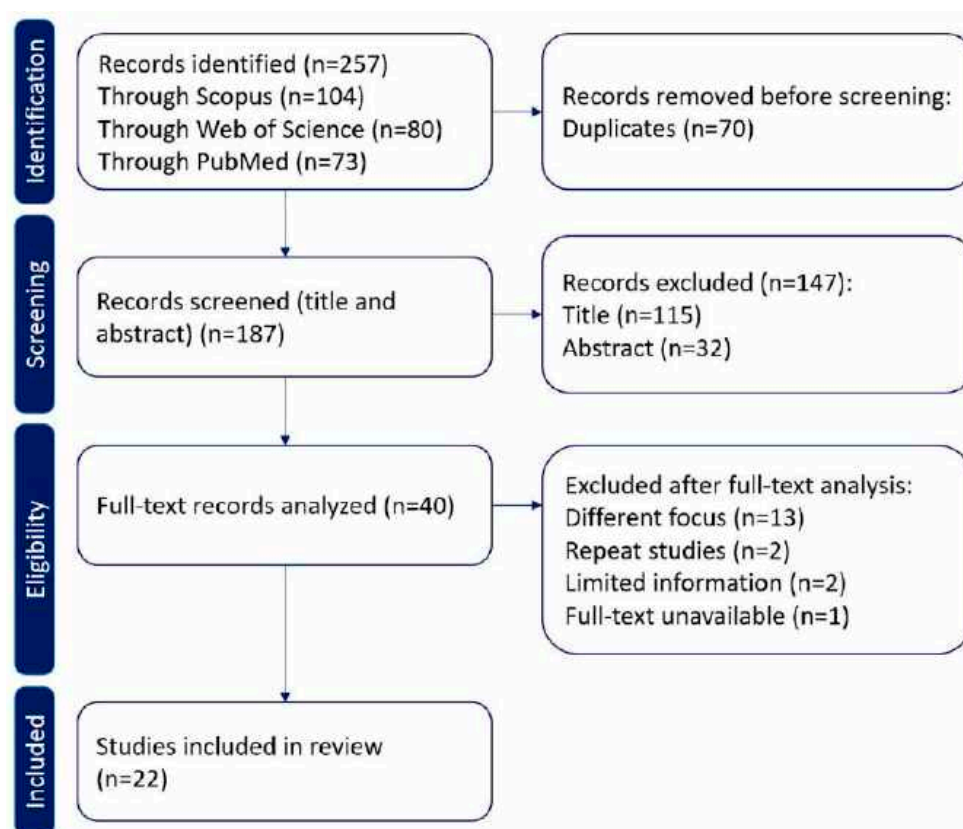 Identification
Records identified (n=257)
Through Scopus (n=104)
Through Web of Science (n=80)
Through PubMed (n=73)
Records removed before screening:
Duplicates (n=70)
Screening
Records screened (title and
abstract) (n=187)
Records excluded (n=147):
Title (n=115)
Abstract (n=32)
Eligibility
Full-text records analyzed (n=40)
Excluded after full-text analysis:
Different focus (n=13)
Repeat studies (n=2)
Limited information (n=2)
Full-text unavailable (n=1)
Included
Studies included in review
(n=22)